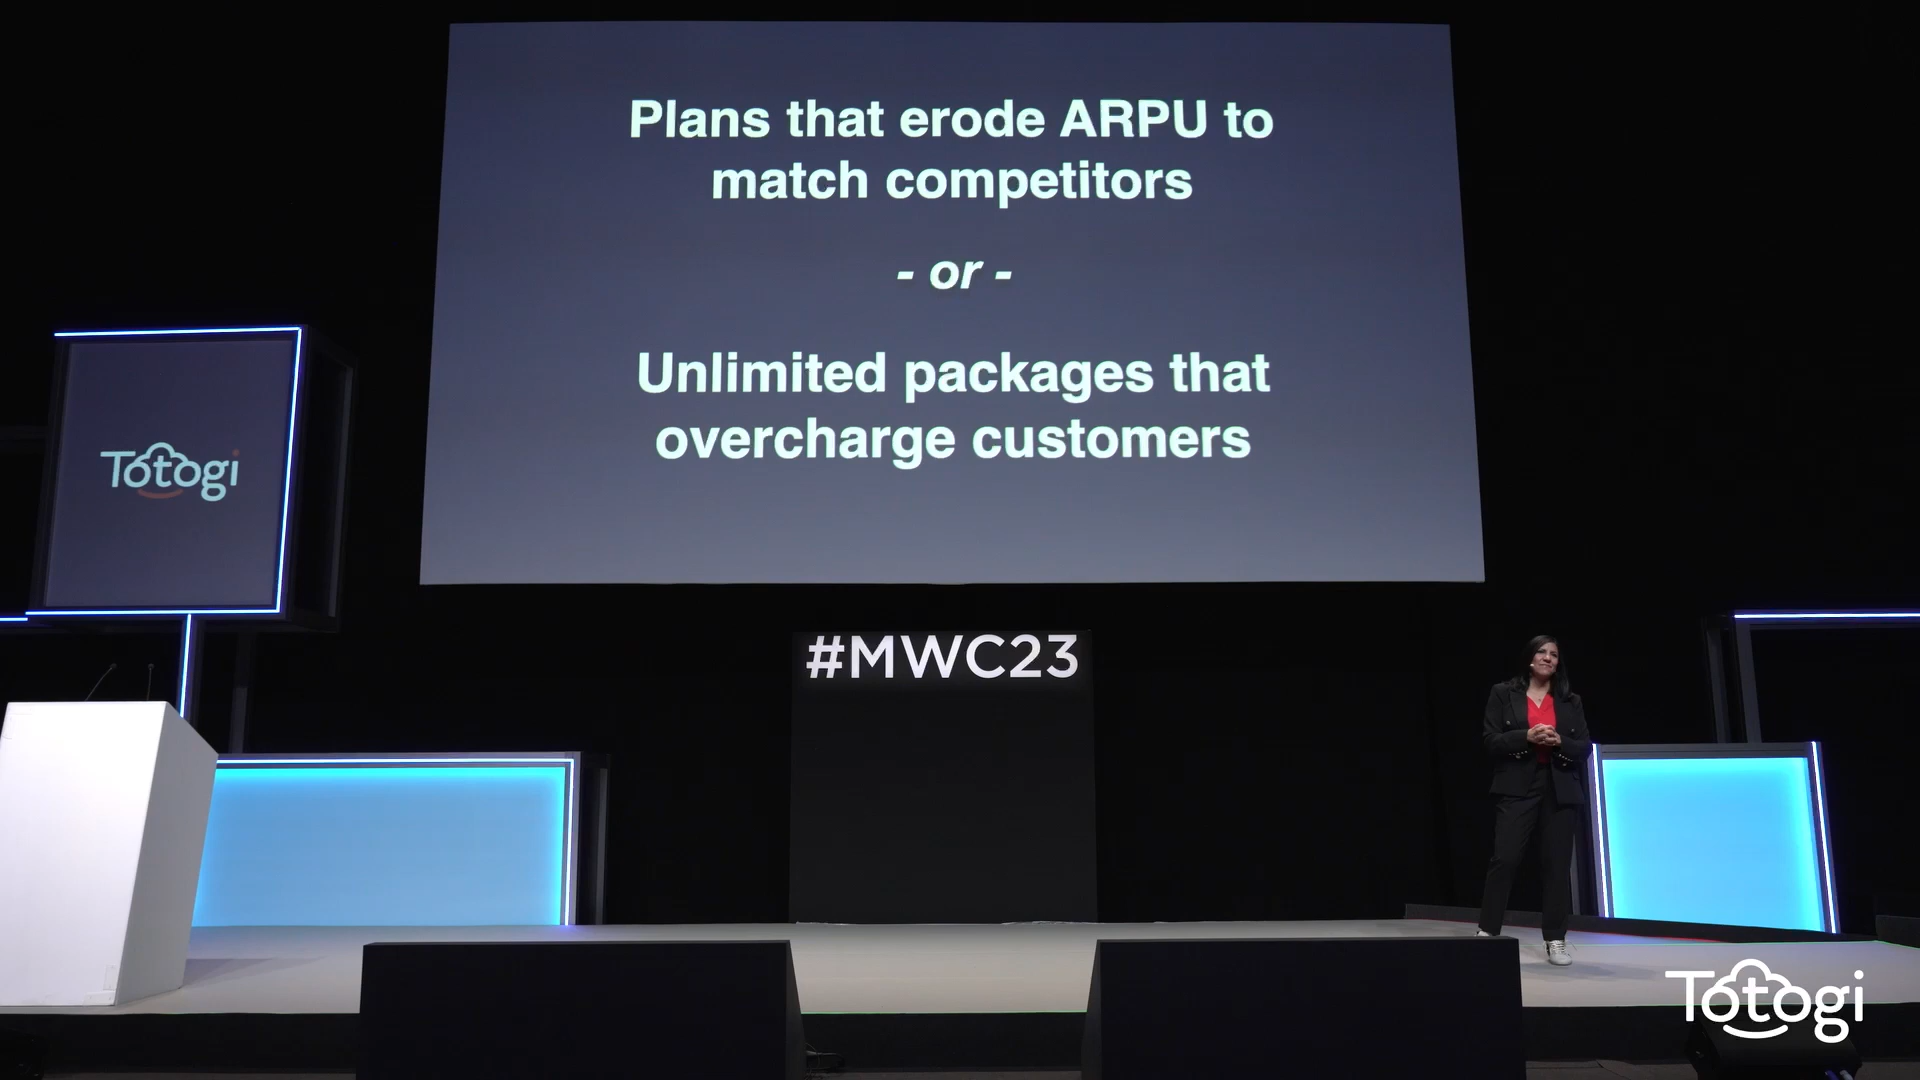 Plans that erode ARPU to
match competitors
- or -
Unlimited packages that
overcharge customers
Totogi
#MWC23
Totogi